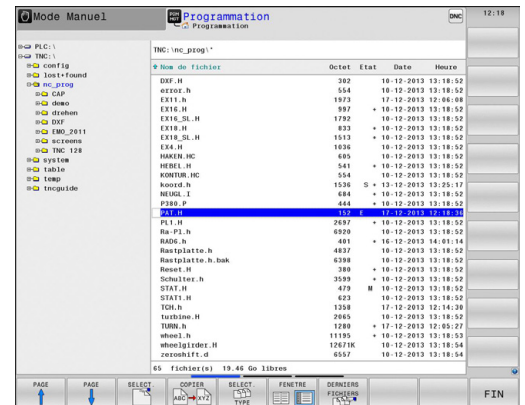 Mode Manuel
PGM MGT Programmation
Programmation
DNC
12:18
PLC:\
TNC:\
config
lost+found
nc_prog
CAP
demo
drehen
DXF
EMO_2011
screens
TNC 128
system
table
temp
tncguide
TNC:\nc_prog\*
Nom de fichier Octet Etat Date Heure
DXF.H 302 10-12-2013 13:18:52
error.h 554 10-12-2013 13:18:52
EX11.h 1973 17-12-2013 12:06:08
EX16.H 997 + 10-12-2013 13:18:52
EX16_SL.H 1792 10-12-2013 13:18:52
EX18.H 833 + 10-12-2013 13:18:52
EX18_SL.H 1513 + 10-12-2013 13:18:52
EX4.H 1036 10-12-2013 13:18:52
HAKEN.HC 605 10-12-2013 13:18:52
HEBEL.H 541 + 10-12-2013 13:18:52
KONTUR.HC 554 10-12-2013 13:18:52
koord.h 1536 S + 13-12-2013 13:25:17
NEUGL.I 684 + 10-12-2013 13:18:52
P380.P 444 + 10-12-2013 13:18:52
PAT.H 152 E 17-12-2013 12:18:30
PL1.H 2697 + 10-12-2013 13:18:52
Ra-Pl.h 6920 10-12-2013 13:18:52
RAD6.h 401 + 16-12-2013 14:01:14
Rastplatte.h 4837 10-12-2013 13:18:52
Rastplatte.h.bak 6398 10-12-2013 13:18:52
Reset.H 380 + 10-12-2013 13:18:52
Schulter.h 3599 + 10-12-2013 13:18:52
STAT.H 479 M 10-12-2013 13:18:52
STAT1.H 623 10-12-2013 13:18:52
TCH.h 1358 17-12-2013 12:14:30
turbine.H 2065 10-12-2013 13:18:52
TURN.h 1280 + 17-12-2013 12:05:27
wheel.h 11195 + 10-12-2013 13:18:53
wheelgirder.H 12671K 10-12-2013 13:18:54
zeroshift.d 6557 10-12-2013 13:18:54
65 fichier(s) 19.46 Go libres
PAGE
PAGE
SELECT.
COPIER
ABC XYZ
SELECT.
TYPE
FENETRE
DERNIERS
FICHIERS
FIN